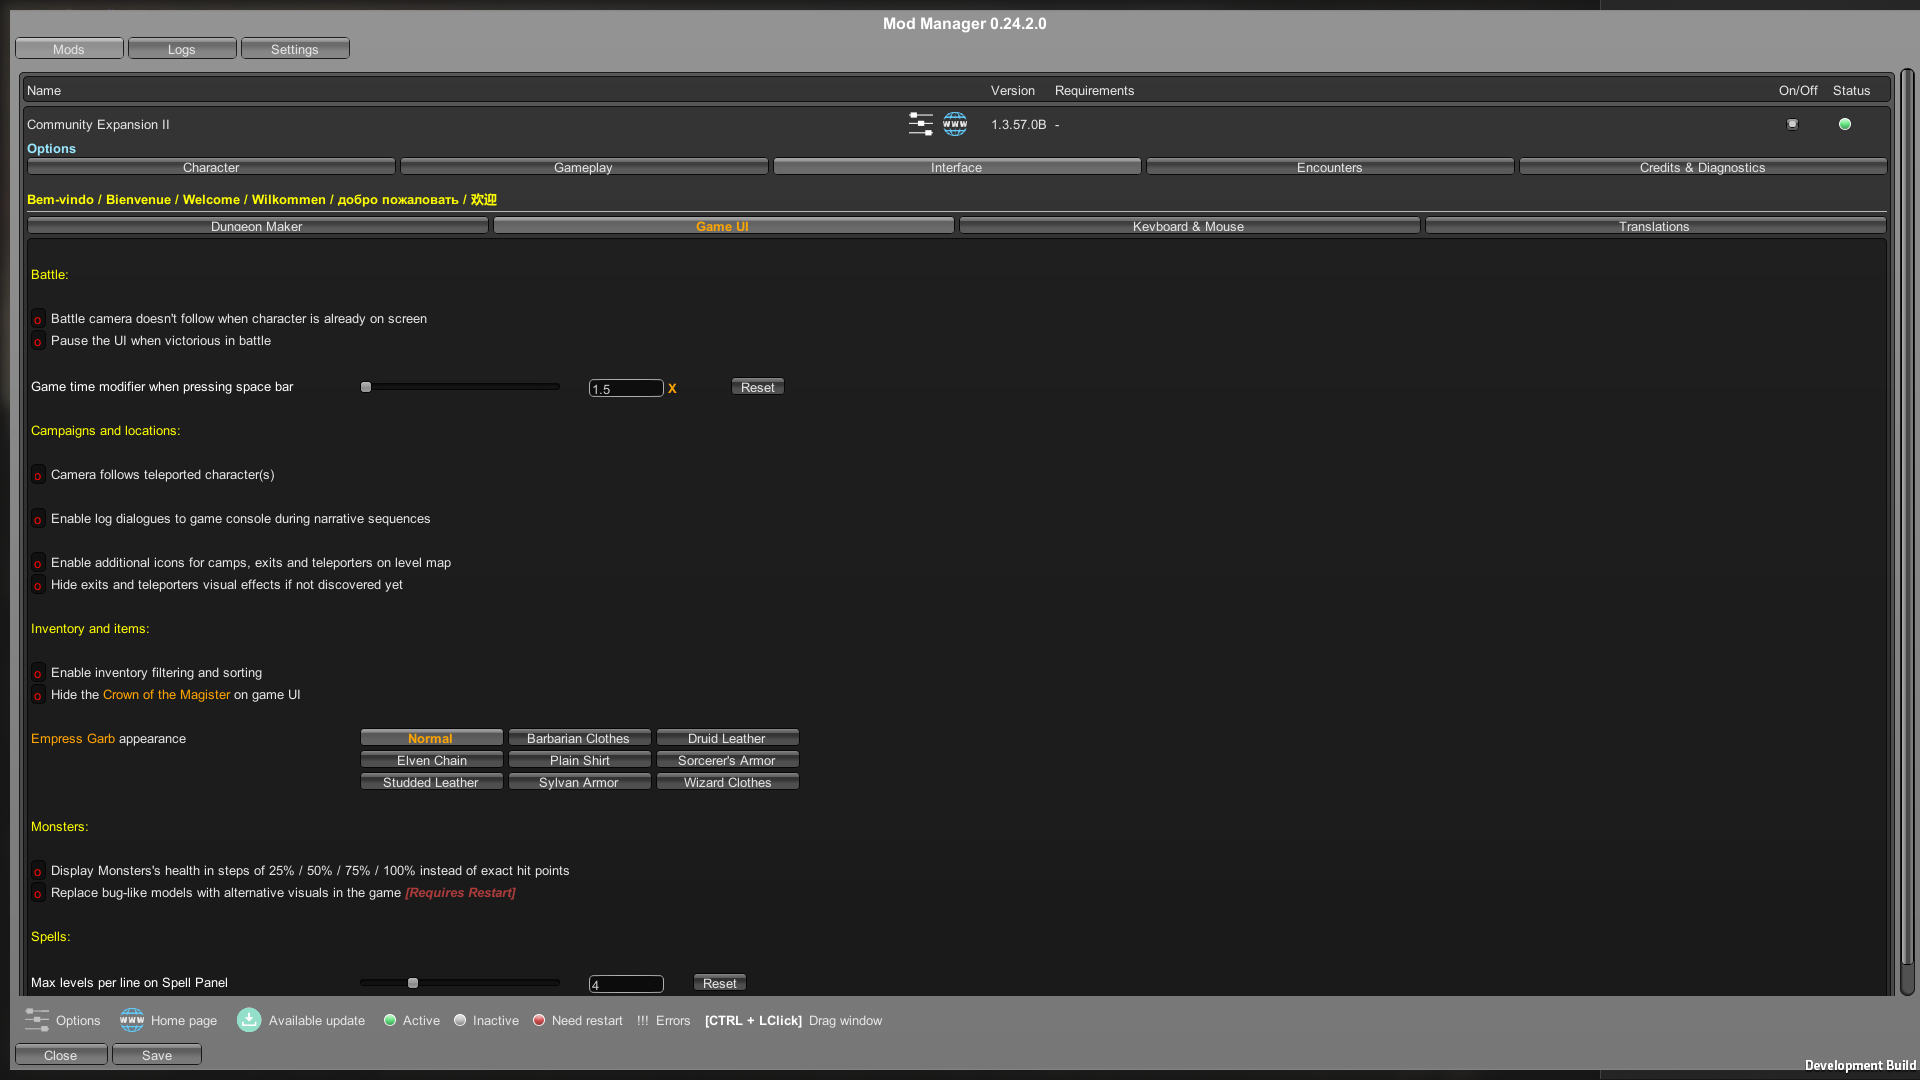 Mod Manager 0.24.2.0
Mods Logs Settings
Name Version Requirements On/Off Status
Community Expansion II WWW 1.3.57.0B -
Options
Character Gameplay Interface Encounters Credits & Diagnostics
Bem-vindo / Bienvenue / Welcome / Wilkommen / добро пожаловать / 欢迎
Dungeon Maker Game UI Keyboard & Mouse Translations
Battle:
o Battle camera doesn't follow when character is already on screen
o Pause the UI when victorious in battle
Game time modifier when pressing space bar 1.5 X Reset
Campaigns and locations:
o Camera follows teleported character(s)
o Enable log dialogues to game console during narrative sequences
o Enable additional icons for camps, exits and teleporters on level map
o Hide exits and teleporters visual effects if not discovered yet
Inventory and items:
o Enable inventory filtering and sorting
o Hide the Crown of the Magister on game UI
Empress Garb appearance Normal Barbarian Clothes Druid Leather
Elven Chain Plain Shirt Sorcerer's Armor
Studded Leather Sylvan Armor Wizard Clothes
Monsters:
o Display Monsters's health in steps of 25% / 50% / 75% / 100% instead of exact hit points
o Replace bug-like models with alternative visuals in the game [Requires Restart]
Spells:
Max levels per line on Spell Panel 4 Reset
Options WWW Home page Available update Active Inactive Need restart !!! Errors [CTRL + LClick] Drag window
Close Save
Development Build